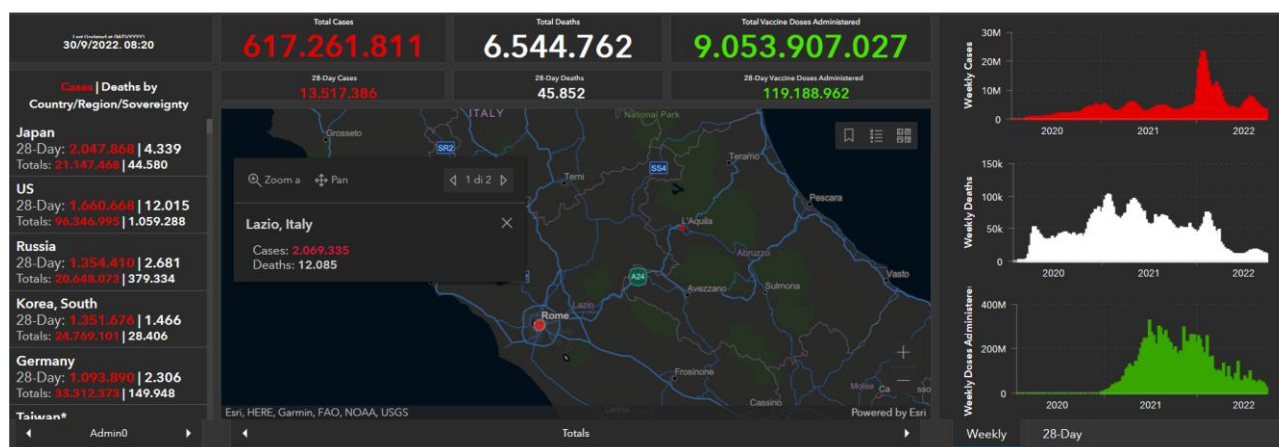 Last Updated at (M/D/YYYY)
30/9/2022. 08:20
Cases | Deaths by
Country/Region/Sovereignty
Japan
28-Day: 2.047.868 | 4.339
Totals: 21.147.468 | 44.580
US
28-Day: 1.660.668 | 12.015
Totals: 96.346.995 | 1.059.288
Russia
28-Day: 1.354.410 | 2.681
Totals: 20.648.073 | 379.334
Korea, South
28-Day: 1.351.676 | 1.466
Totals: 24.769.101 | 28.406
Germany
28-Day: 1.093.890 | 2.306
Totals: 33.312.373 | 149.948
Taiwan*
Admin0
Total Cases
617.261.811
Total Deaths
6.544.762
Total Vaccine Doses Administered
9.053.907.027
28-Day Cases
13.517.386
28-Day Deaths
45.852
28-Day Vaccine Doses Administered
119.188.962
ITALY
National Park
Grosseto
SR2
Teramo
Terni
SS4
Pescara
Zoom a
Pan
1 di 2
Lazio, Italy
Cases: 2.069.335
Deaths: 12.085
L'Aquila
Abruzzo
A24
Vasto
Avezzano
Sulmona
Lazio
Rome
Frosinone
Molise
Ca
sso
Cassino
Latina
Esri, HERE, Garmin, FAO, NOAA, USGS
Powered by Esri
Totals
Weekly Cases
30M
20M
10M
0
2020
2021
2022
Weekly Deaths
150k
100k
50k
0
2020
2021
2022
Weekly Doses Administere
400M
200M
0
2020
2021
2022
Weekly
28-Day